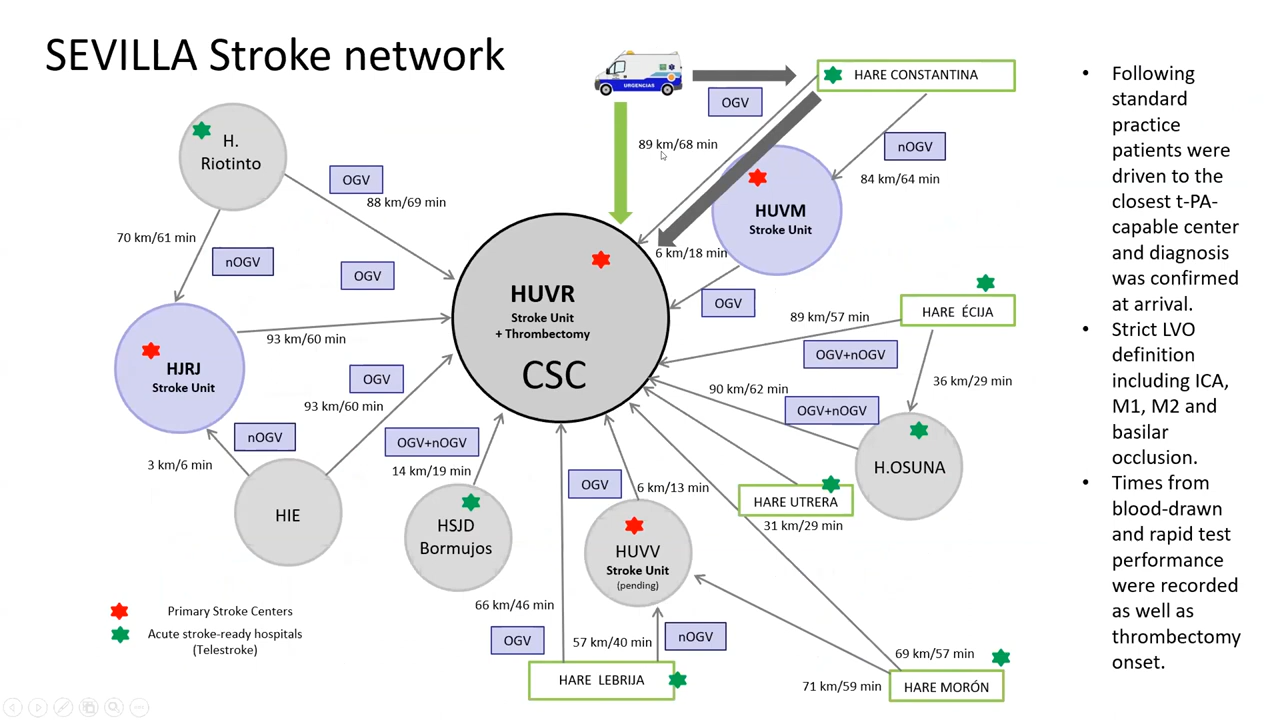 SEVILLA Stroke network
URGENCIAS
OGV
HARE CONSTANTINA
89 km/68 min
nOGV
84 km/64 min
H.
Riotinto
OGV
88 km/69 min
HUVM
Stroke Unit
70 km/61 min
nOGV
OGV
6 km/18 min
OGV
HUVR
Stroke Unit
+ Thrombectomy
CSC
HARE ÉCIJA
89 km/57 min
OGV+nOGV
36 km/29 min
HJRJ
Stroke Unit
93 km/60 min
OGV
93 km/60 min
90 km/62 min
OGV+nOGV
nOGV
3 km/6 min
HIE
OGV+nOGV
14 km/19 min
HSJD
Bormujos
OGV
6 km/13 min
HUVV
Stroke Unit
(pending)
HARE UTRERA
31 km/29 min
H.OSUNA
66 km/46 min
OGV
57 km/40 min
nOGV
HARE LEBRIJA
69 km/57 min
71 km/59 min
HARE MORÓN
Primary Stroke Centers
Acute stroke-ready hospitals
(Telestroke)
• Following
standard
practice
patients were
driven to the
closest t-PA-
capable center
and diagnosis
was confirmed
at arrival.
• Strict LVO
definition
including ICA,
M1, M2 and
basilar
occlusion.
• Times from
blood-drawn
and rapid test
performance
were recorded
as well as
thrombectomy
onset.